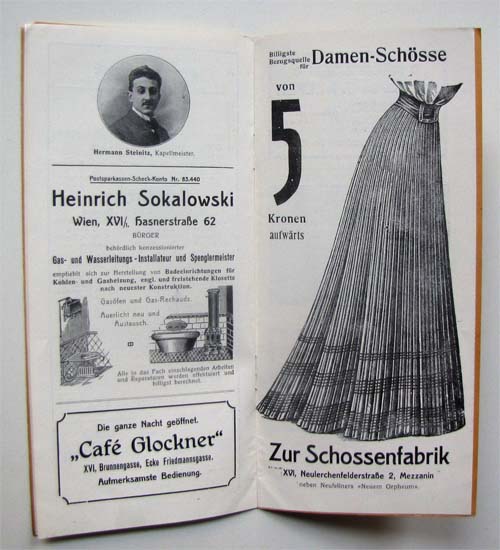 Hermann Steinitz, Kapellmeister.
Postsparkassen-Scheck-Konto Nr. 83.440
Heinrich Sokalowski
Wien, XVI/1, Hasnerstraße 62
BÜRGER
behördlich konzessionierter
Gas- und Wasserleitungs-Installateur und Spenglermeister
empfiehlt sich zur Herstellung von Badeeinrichtungen für
Kohlen- und Gasheizung, engl. und freistehende Klosette
nach neuester Konstruktion.
Gasöfen und Gas-Rechauds.
Auerlicht neu und
Austausch.
Alle in das Fach einschlagenden Arbeiten
und Reparaturen werden effektuiert und
billigst berechnet.
Die ganze Nacht geöffnet.
„Café Glockner“
XVI, Brunnengasse, Ecke Friedmannsgasse.
Aufmerksamste Bedienung.
Billigste
Bezugsquelle
für Damen-Schösse
von
5
Kronen
aufwärts
Zur Schossenfabrik
XVI, Neulerchenfelderstraße 2, Mezzanin
neben Neufellners »Neuem Orpheum«.